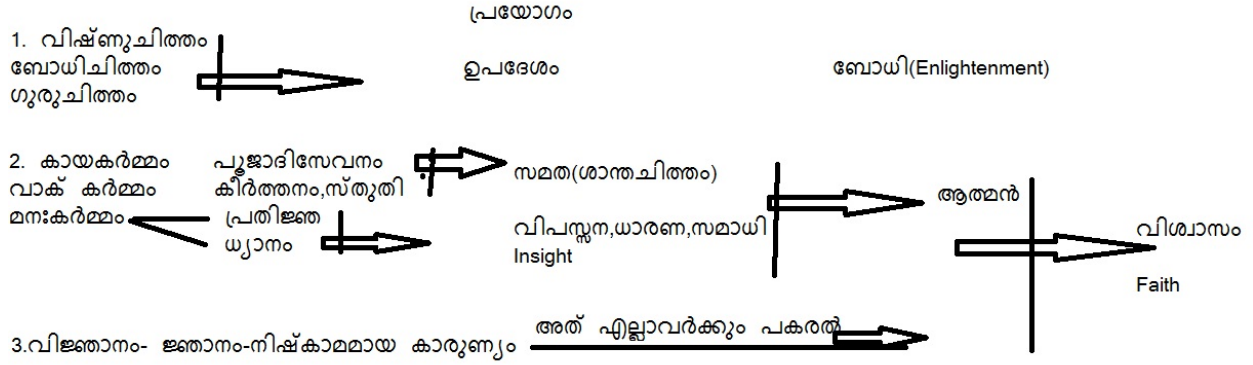 പ്രയോഗം
1. വിഷ്ണുചിത്തം
ബോധിചിത്തം ഉപദേശം ബോധി(Enlightenment)
ഗുരുചിത്തം
2. കായകർമ്മം പൂജാദിസേവനം സമത(ശാന്തചിത്തം)
വാക് കർമ്മം കീർത്തനം,സ്തുതി ആത്മൻ
മനഃകർമ്മം പ്രതിജ്ഞ വിപസ്സന,ധാരണ,സമാധി വിശ്വാസം
ധ്യാനം Insight
Faith
അത് എല്ലാവർക്കും പകരൽ
3.വിജ്ഞാനം- ജ്ഞാനം-നിഷ്കാമമായ കാരുണ്യം